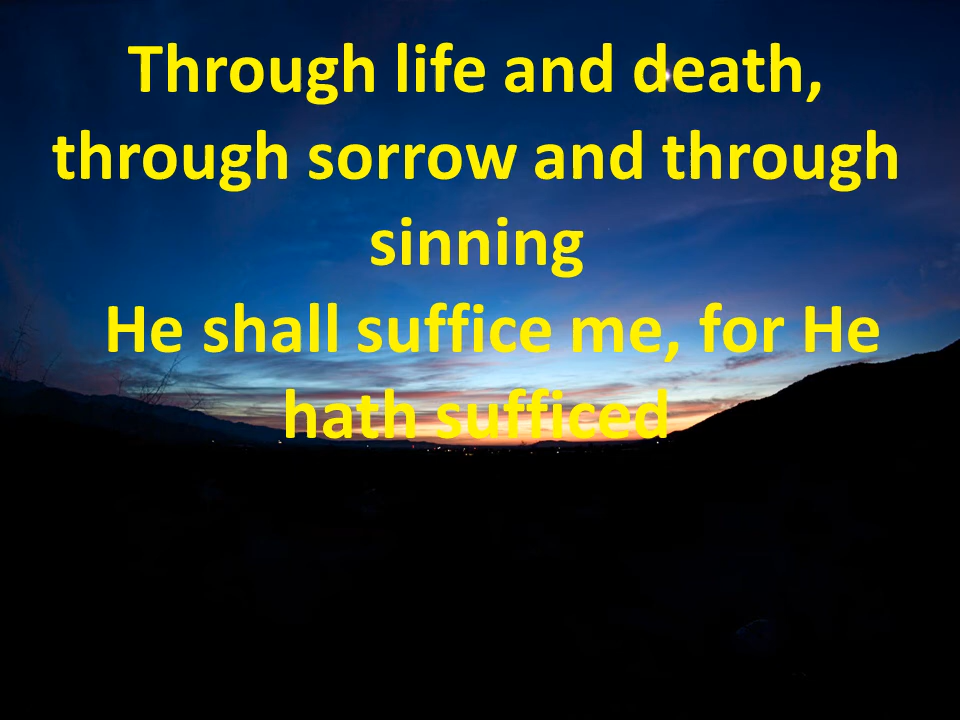 Through life and death,
through sorrow and through
sinning
He shall suffice me, for He
hath sufficed